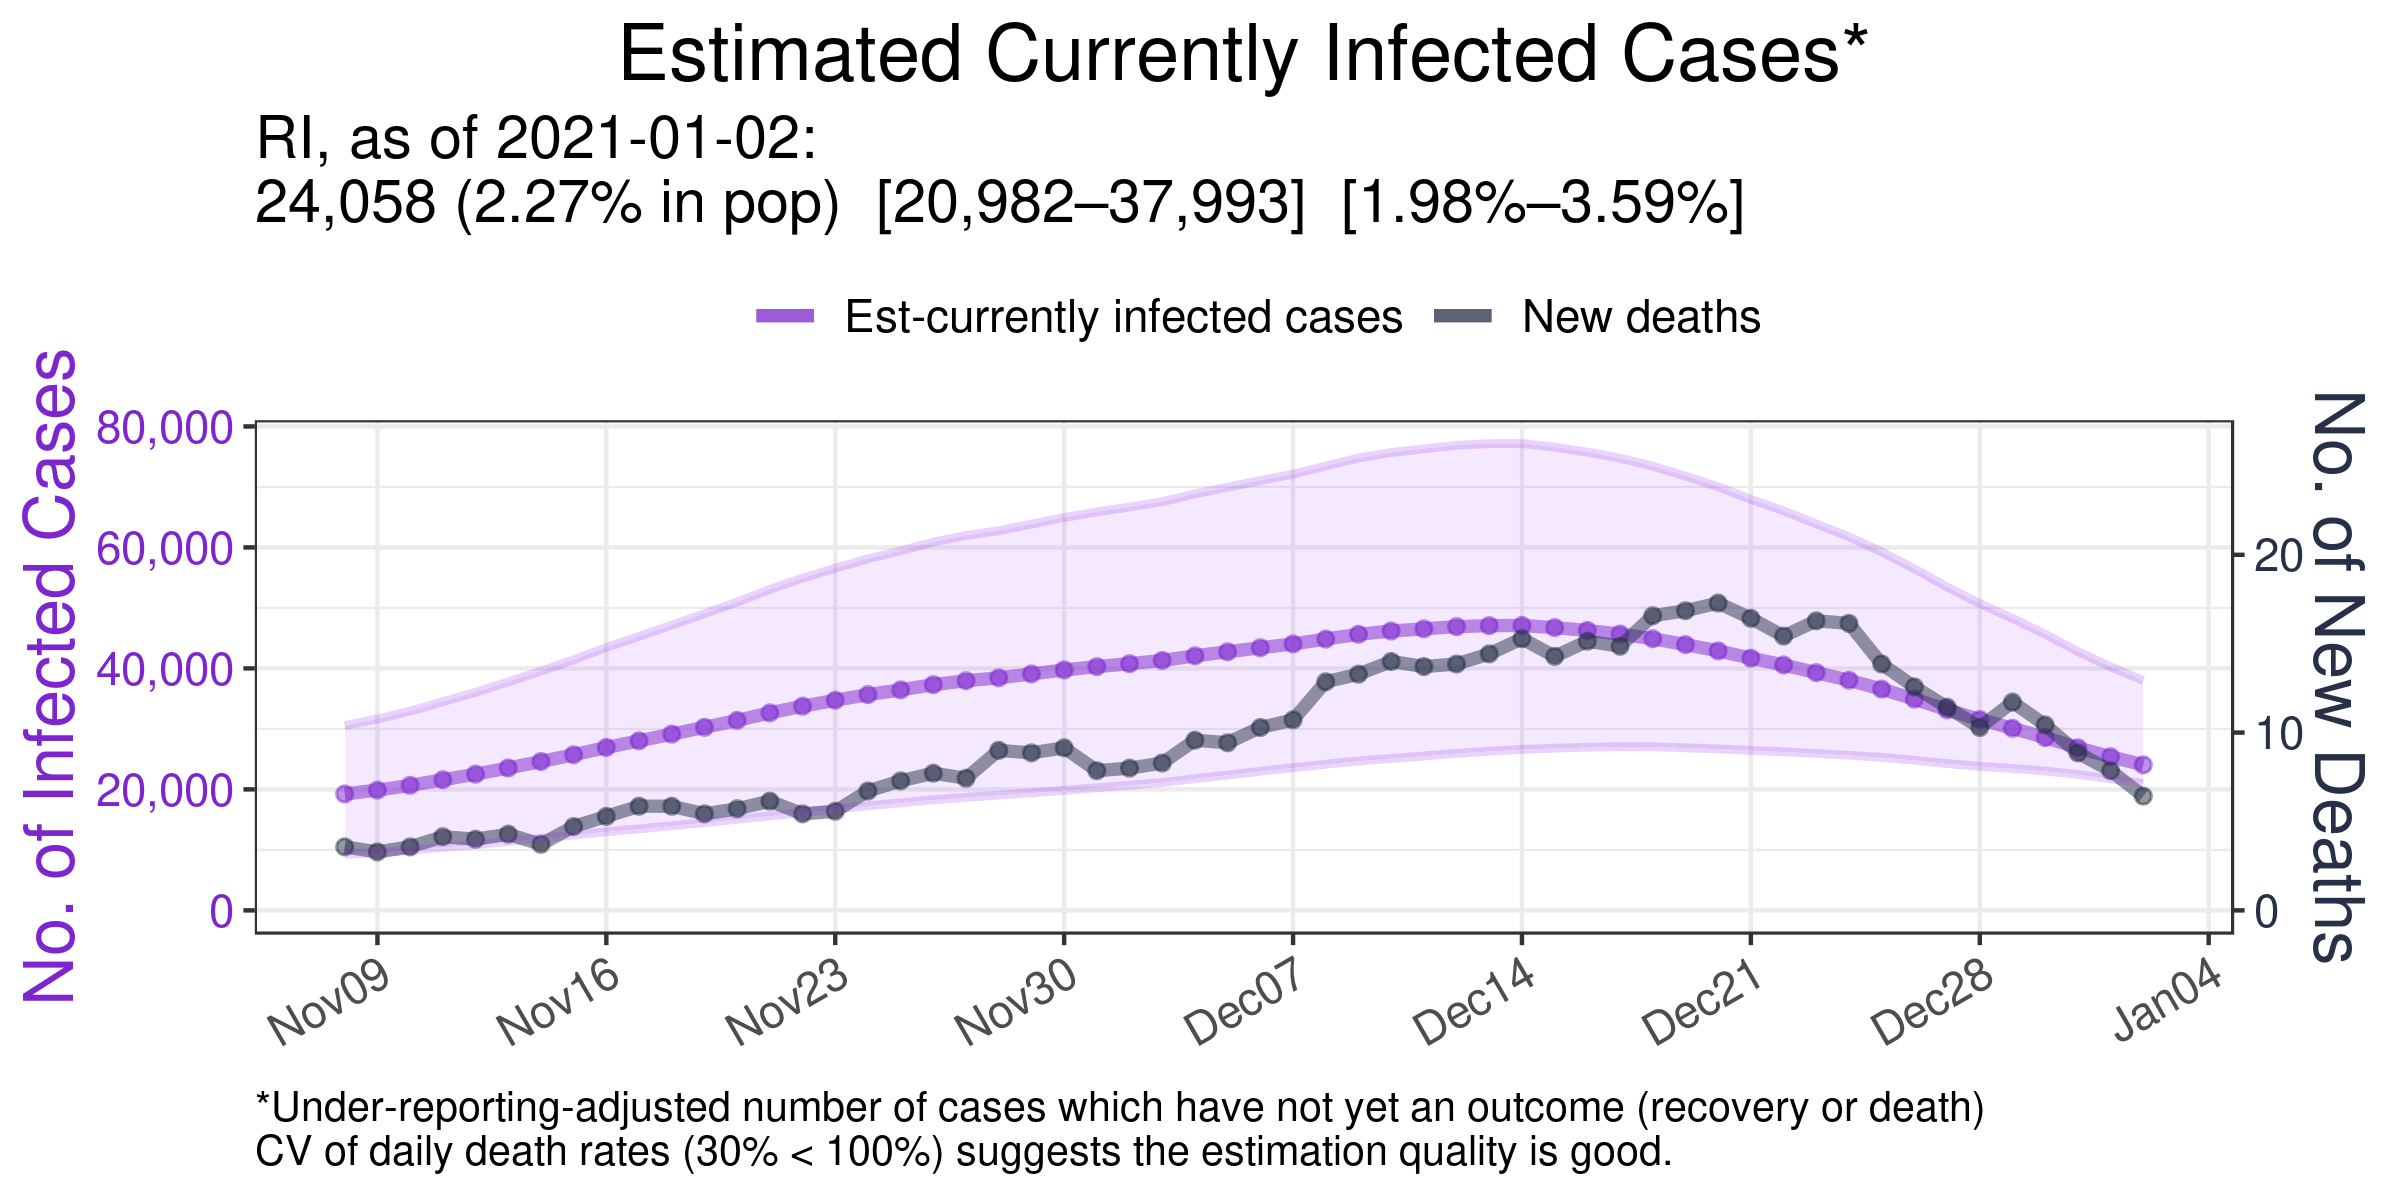 Estimated Currently Infected Cases*
RI, as of 2021-01-02:
24,058 (2.27% in pop)  [20,982–37,993]  [1.98%–3.59%]
Est-currently infected cases
New deaths
No. of Infected Cases
80,000
60,000
40,000
20,000
0
No. of New Deaths
20
10
0
Nov09
Nov16
Nov23
Nov30
Dec07
Dec14
Dec21
Dec28
Jan04
*Under-reporting-adjusted number of cases which have not yet an outcome (recovery or death)
CV of daily death rates (30% < 100%) suggests the estimation quality is good.